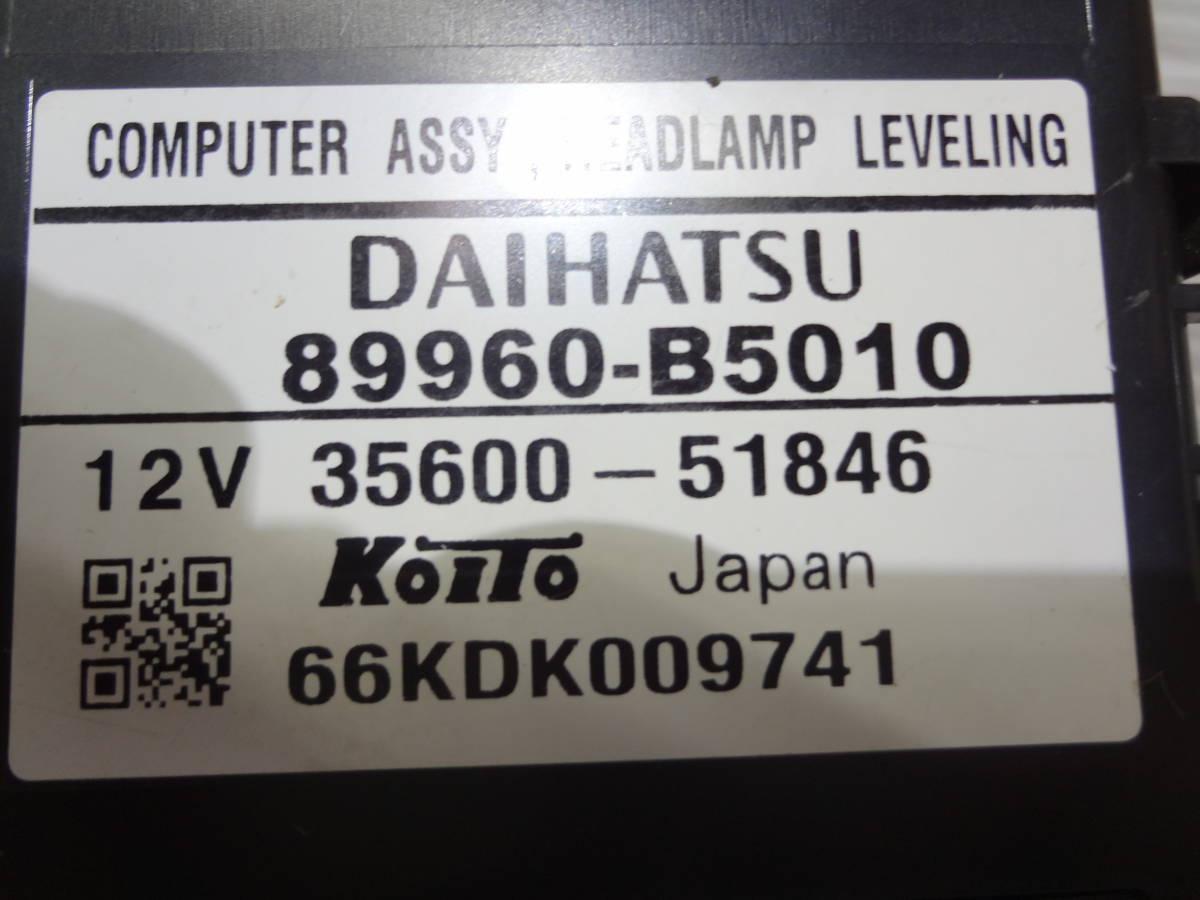 COMPUTER ASSY, HEADLAMP LEVELING
DAIHATSU
89960-B5010
12V 35600-51846
KOITO Japan
66KDK009741